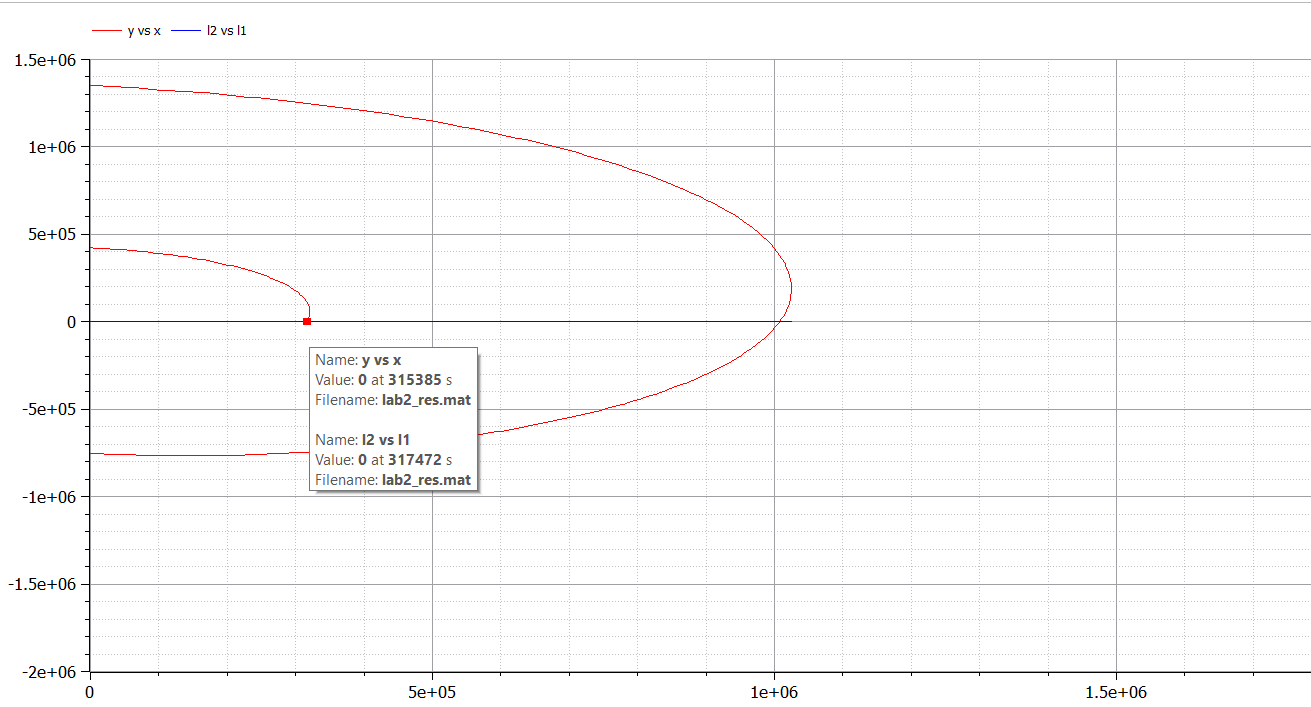 y vs x l2 vs l1
1.5e+06
1e+06
5e+05
0
Name: y vs x
Value: 0 at 315385 s
Filename: lab2_res.mat
-5e+05
Name: l2 vs l1
Value: 0 at 317472 s
Filename: lab2_res.mat
-1e+06
-1.5e+06
-2e+06
0 5e+05 1e+06 1.5e+06